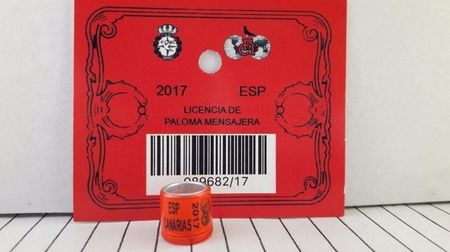 2017 ESP
LICENCIA DE
PALOMA MENSAJERA
089682/17
ESP
CANARIAS
2017